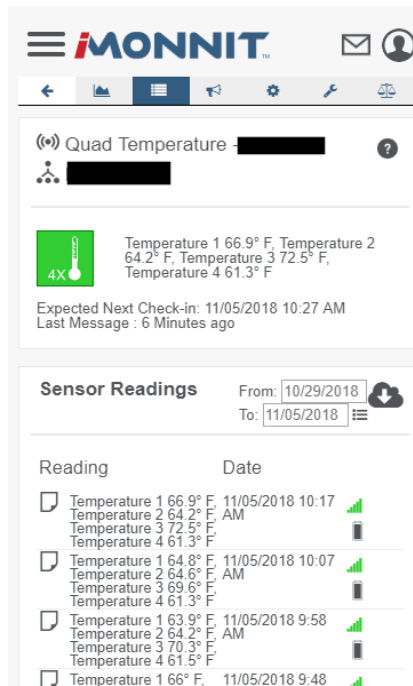 iMONNIT
Quad Temperature -
?
Temperature 1 66.9° F, Temperature 2
64.2° F, Temperature 3 72.5° F,
Temperature 4 61.3° F
4X
Expected Next Check-in: 11/05/2018 10:27 AM
Last Message : 6 Minutes ago
Sensor Readings
From: 10/29/2018
To: 11/05/2018
Reading Date
Temperature 1 66.9° F, 11/05/2018 10:17
Temperature 2 64.2° F, AM
Temperature 3 72.5° F,
Temperature 4 61.3° F
Temperature 1 64.8° F, 11/05/2018 10:07
Temperature 2 64.6° F, AM
Temperature 3 69.6° F,
Temperature 4 61.3° F
Temperature 1 63.9° F, 11/05/2018 9:58
Temperature 2 64.2° F, AM
Temperature 3 70.3° F,
Temperature 4 61.5° F
Temperature 1 66° F, 11/05/2018 9:48